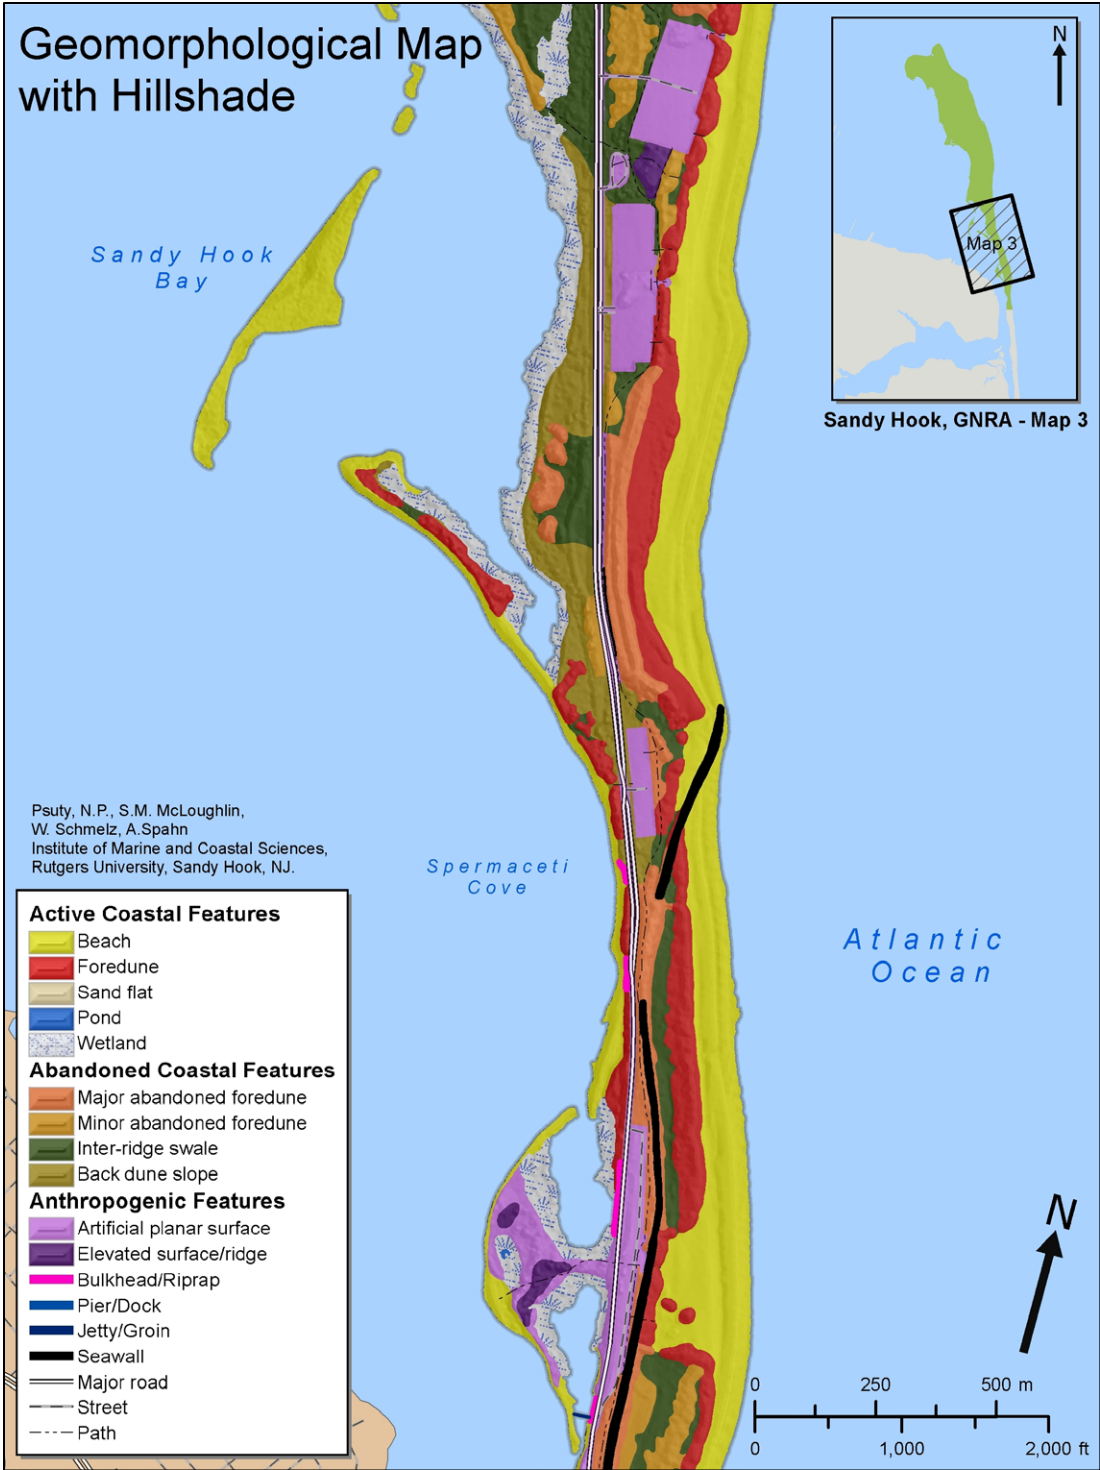 Geomorphological Map
with Hillshade
N
Map 3
Sandy Hook, GNRA - Map 3
Sandy Hook
Bay
Psuty, N.P., S.M. McLoughlin,
W. Schmelz, A.Spahn
Institute of Marine and Coastal Sciences,
Rutgers University, Sandy Hook, NJ.
Spermaceti
Cove
Atlantic
Ocean
Active Coastal Features
Beach
Foredune
Sand flat
Pond
Wetland
Abandoned Coastal Features
Major abandoned foredune
Minor abandoned foredune
Inter-ridge swale
Back dune slope
Anthropogenic Features
Artificial planar surface
Elevated surface/ridge
Bulkhead/Riprap
Pier/Dock
Jetty/Groin
Seawall
Major road
Street
Path
N
0 250 500 m
0 1,000 2,000 ft